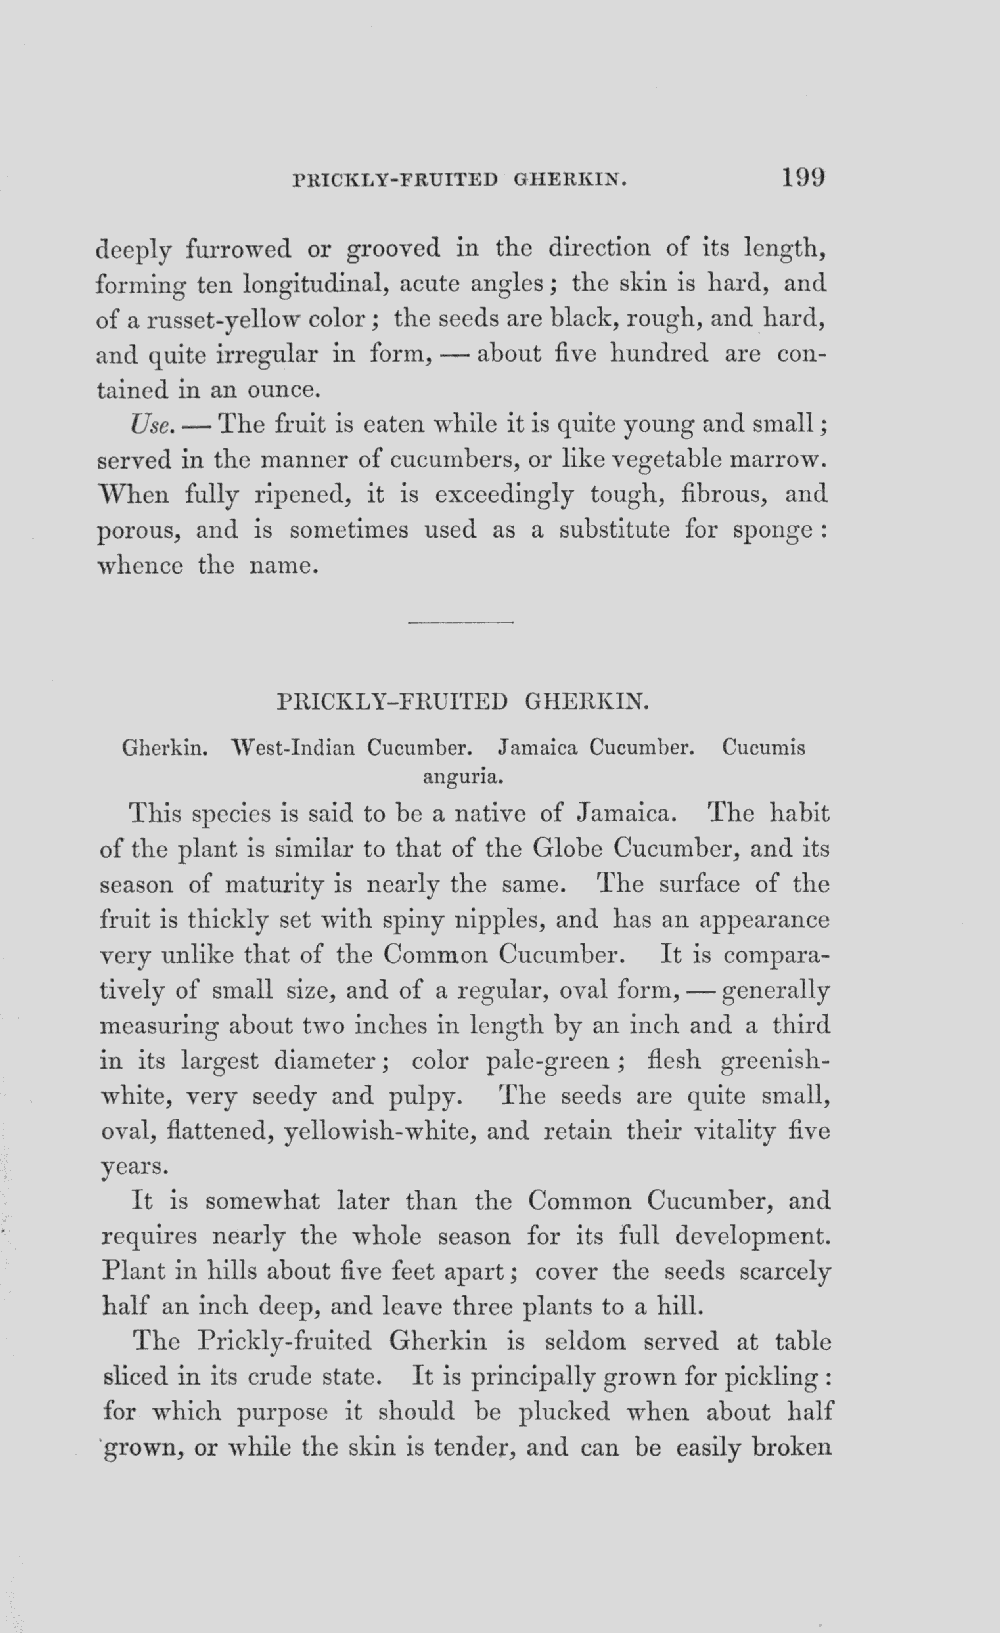 PRICKLY-FRUITED GHERKIN. 199
deeply furrowed or grooved in the direction of its length,
forming ten longitudinal, acute angles; the skin is hard, and
of a russet-yellow color; the seeds are black, rough, and hard,
and quite irregular in form, — about five hundred are con-
tained in an ounce.
Use. — The fruit is eaten while it is quite young and small;
served in the manner of cucumbers, or like vegetable marrow.
When fully ripened, it is exceedingly tough, fibrous, and
porous, and is sometimes used as a substitute for sponge:
whence the name.
PRICKLY-FRUITED GHERKIN.
Gherkin. West-Indian Cucumber. Jamaica Cucumber. Cucumis
anguria.
This species is said to be a native of Jamaica. The habit
of the plant is similar to that of the Globe Cucumber, and its
season of maturity is nearly the same. The surface of the
fruit is thickly set with spiny nipples, and has an appearance
very unlike that of the Common Cucumber. It is compara-
tively of small size, and of a regular, oval form, — generally
measuring about two inches in length by an inch and a third
in its largest diameter; color pale-green; flesh greenish-
white, very seedy and pulpy. The seeds are quite small,
oval, flattened, yellowish-white, and retain their vitality five
years.
It is somewhat later than the Common Cucumber, and
requires nearly the whole season for its full development.
Plant in hills about five feet apart; cover the seeds scarcely
half an inch deep, and leave three plants to a hill.
The Prickly-fruited Gherkin is seldom served at table
sliced in its crude state. It is principally grown for pickling:
for which purpose it should be plucked when about half
grown, or while the skin is tender, and can be easily broken